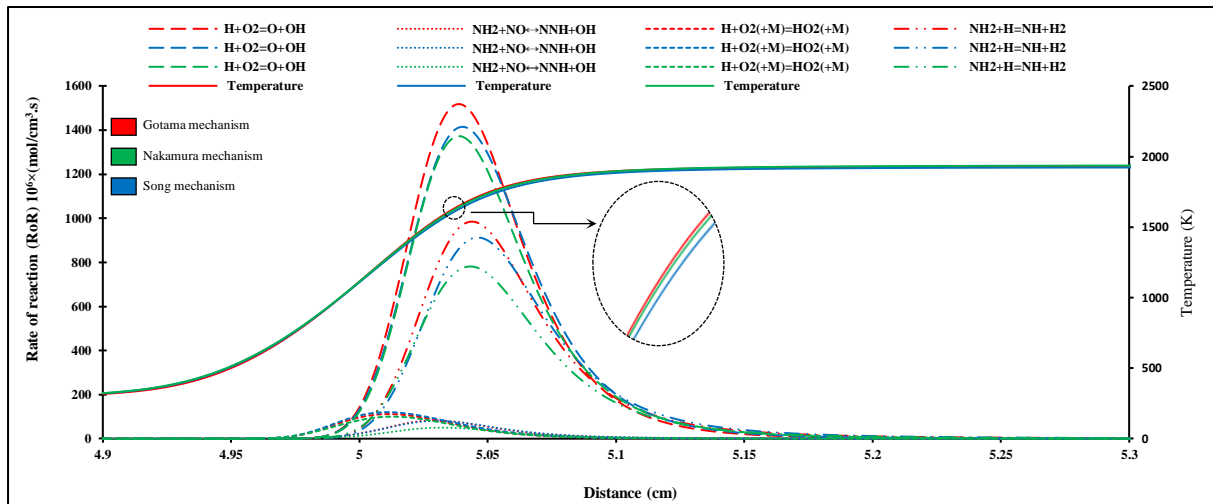 H+O2=O+OH NH2+NO↔NNH+OH H+O2(+M)=HO2(+M) NH2+H=NH+H2
H+O2=O+OH NH2+NO↔NNH+OH H+O2(+M)=HO2(+M) NH2+H=NH+H2
H+O2=O+OH NH2+NO↔NNH+OH H+O2(+M)=HO2(+M) NH2+H=NH+H2
Temperature Temperature Temperature
Rate of reaction (RoR) 10⁶×(mol/cm³.s)
1600
1400
1200
1000
800
600
400
200
0
Gotama mechanism
Nakamura mechanism
Song mechanism
2500
2000
1500
1000
500
0
Temperature (K)
4.9 4.95 5 5.05 5.1 5.15 5.2 5.25 5.3
Distance (cm)